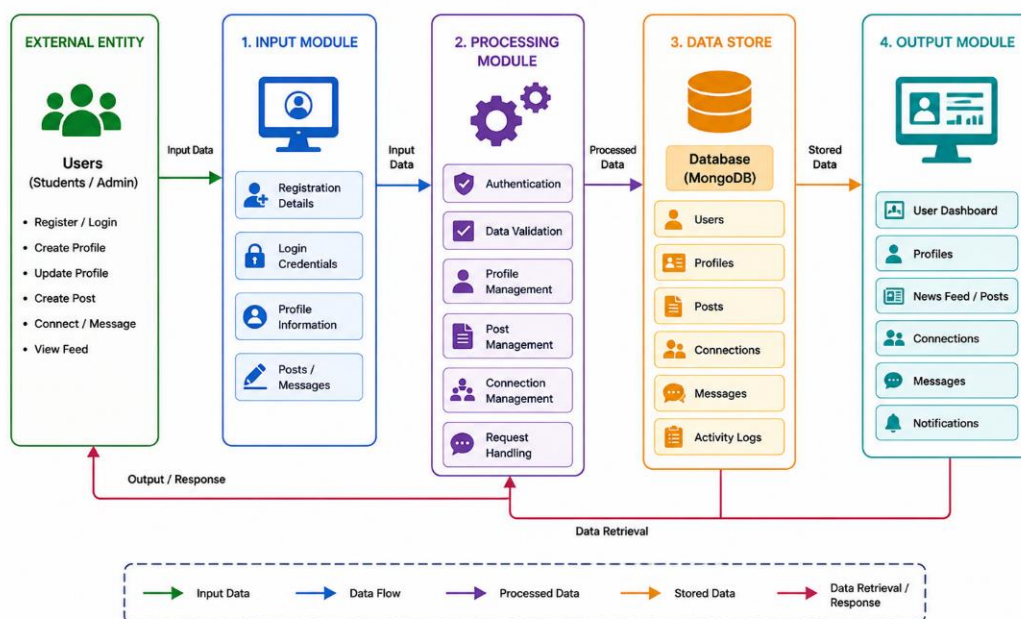 EXTERNAL ENTITY
Users
(Students / Admin)
• Register / Login
• Create Profile
• Update Profile
• Create Post
• Connect / Message
• View Feed
Input Data
1. INPUT MODULE
Registration
Details
Login
Credentials
Profile
Information
Posts /
Messages
Input
Data
2. PROCESSING
MODULE
Authentication
Data Validation
Profile
Management
Post
Management
Connection
Management
Request
Handling
Processed
Data
3. DATA STORE
Database
(MongoDB)
Users
Profiles
Posts
Connections
Messages
Activity Logs
Stored
Data
4. OUTPUT MODULE
User Dashboard
Profiles
News Feed / Posts
Connections
Messages
Notifications
Output / Response
Data Retrieval
Input Data
Data Flow
Processed Data
Stored Data
Data Retrieval /
Response